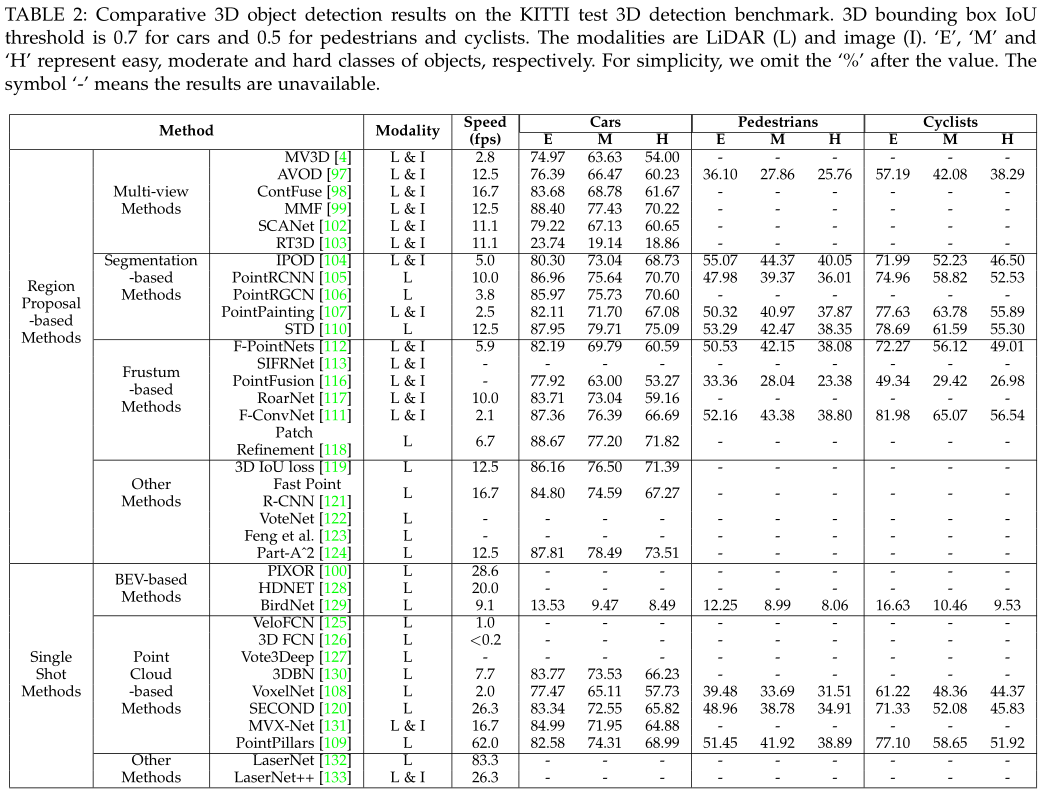 TABLE 2: Comparative 3D object detection results on the KITTI test 3D detection benchmark. 3D bounding box IoU
threshold is 0.7 for cars and 0.5 for pedestrians and cyclists. The modalities are LiDAR (L) and image (I). ‘E’, ‘M’ and
‘H’ represent easy, moderate and hard classes of objects, respectively. For simplicity, we omit the ‘%’ after the value. The
symbol ‘-’ means the results are unavailable.
Method Modality Speed (fps) Cars Pedestrians Cyclists
E M H E M H E M H
Region Proposal -based Methods
Multi-view Methods
MV3D [4] L & I 2.8 74.97 63.63 54.00 - - - - - -
AVOD [97] L & I 12.5 76.39 66.47 60.23 36.10 27.86 25.76 57.19 42.08 38.29
ContFuse [98] L & I 16.7 83.68 68.78 61.67 - - - - - -
MMF [99] L & I 12.5 88.40 77.43 70.22 - - - - - -
SCANet [102] L & I 11.1 79.22 67.13 60.65 - - - - - -
RT3D [103] L & I 11.1 23.74 19.14 18.86 - - - - - -
Segmentation -based Methods
IPOD [104] L & I 5.0 80.30 73.04 68.73 55.07 44.37 40.05 71.99 52.23 46.50
PointRCNN [105] L 10.0 86.96 75.64 70.70 47.98 39.37 36.01 74.96 58.82 52.53
PointRGCN [106] L 3.8 85.97 75.73 70.60 - - - - - -
PointPainting [107] L & I 2.5 82.11 71.70 67.08 50.32 40.97 37.87 77.63 63.78 55.89
STD [110] L 12.5 87.95 79.71 75.09 53.29 42.47 38.35 78.69 61.59 55.30
Frustum -based Methods
F-PointNets [112] L & I 5.9 82.19 69.79 60.59 50.53 42.15 38.08 72.27 56.12 49.01
SIFRNet [113] L & I - - - - - - - - - -
PointFusion [116] L & I - 77.92 63.00 53.27 33.36 28.04 23.38 49.34 29.42 26.98
RoarNet [117] L & I 10.0 83.71 73.04 59.16 - - - - - -
F-ConvNet [111] L & I 2.1 87.36 76.39 66.69 52.16 43.38 38.80 81.98 65.07 56.54
Patch Refinement [118] L 6.7 88.67 77.20 71.82 - - - - - -
Other Methods
3D IoU loss [119] L 12.5 86.16 76.50 71.39 - - - - - -
Fast Point R-CNN [121] L 16.7 84.80 74.59 67.27 - - - - - -
VoteNet [122] L - - - - - - - - - -
Feng et al. [123] L - - - - - - - - - -
Part-Aˆ2 [124] L 12.5 87.81 78.49 73.51 - - - - - -
Single Shot Methods
BEV-based Methods
PIXOR [100] L 28.6 - - - - - - - - -
HDNET [128] L 20.0 - - - - - - - - -
BirdNet [129] L 9.1 13.53 9.47 8.49 12.25 8.99 8.06 16.63 10.46 9.53
Point Cloud -based Methods
VeloFCN [125] L 1.0 - - - - - - - - -
3D FCN [126] L <0.2 - - - - - - - - -
Vote3Deep [127] L - - - - - - - - - -
3DBN [130] L 7.7 83.77 73.53 66.23 - - - - - -
VoxelNet [108] L 2.0 77.47 65.11 57.73 39.48 33.69 31.51 61.22 48.36 44.37
SECOND [120] L 26.3 83.34 72.55 65.82 48.96 38.78 34.91 71.33 52.08 45.83
MVX-Net [131] L & I 16.7 84.99 71.95 64.88 - - - - - -
PointPillars [109] L 62.0 82.58 74.31 68.99 51.45 41.92 38.89 77.10 58.65 51.92
Other Methods
LaserNet [132] L 83.3 - - - - - - - - -
LaserNet++ [133] L & I 26.3 - - - - - - - - -